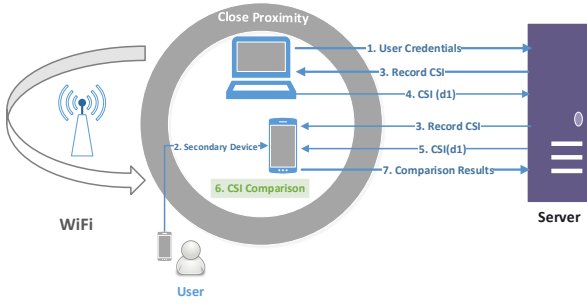 Close Proximity
1. User Credentials
3. Record CSI
4. CSI (d1)
3. Record CSI
2. Secondary Device
5. CSI(d1)
7. Comparison Results
6. CSI Comparison
WiFi
Server
User